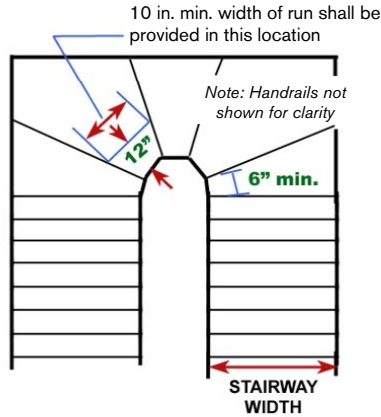 10 in. min. width of run shall be
provided in this location
Note: Handrails not
shown for clarity
12”
6” min.
STAIRWAY
WIDTH